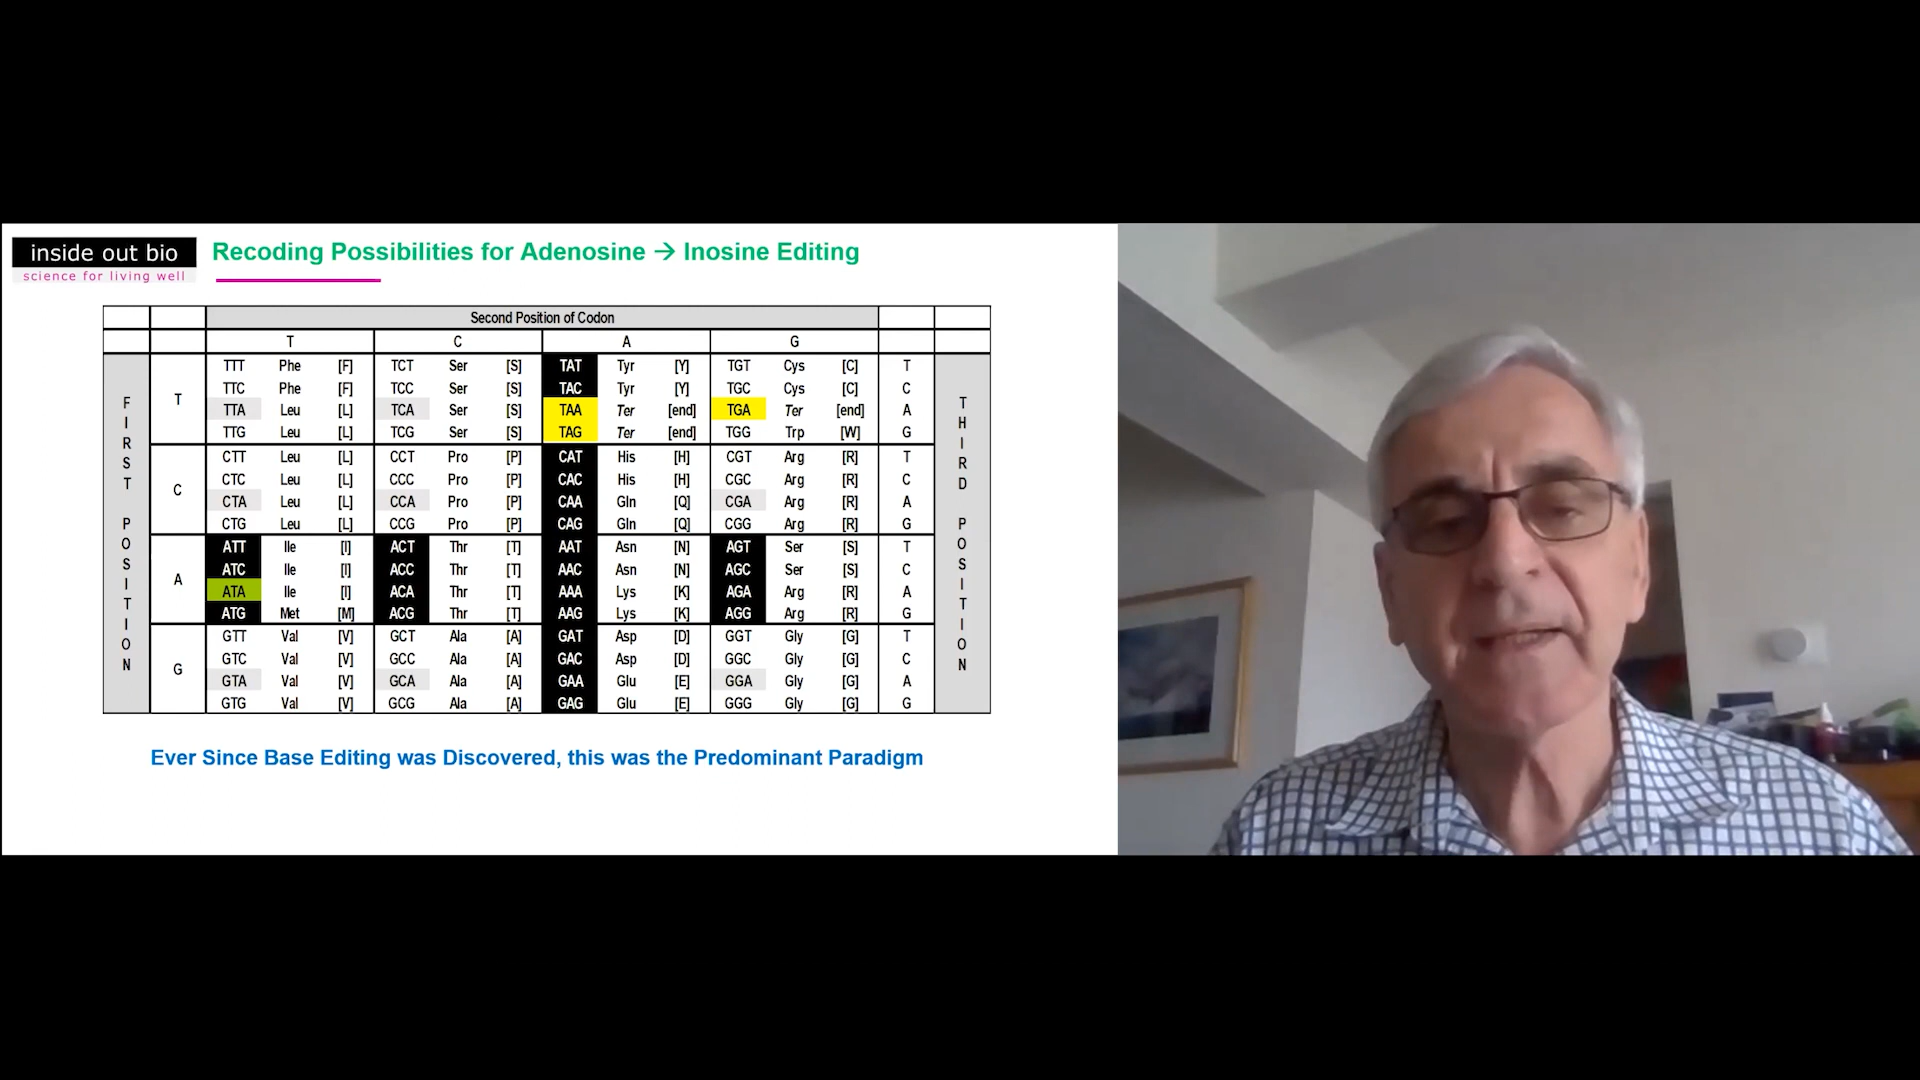 inside out bio
science for living well
Recoding Possibilities for Adenosine → Inosine Editing
Second Position of Codon
T C A G
FIRST POSITION
THIRD POSITION
T
TTT Phe [F] TCT Ser [S] TAT Tyr [Y] TGT Cys [C] T
TTC Phe [F] TCC Ser [S] TAC Tyr [Y] TGC Cys [C] C
TTA Leu [L] TCA Ser [S] TAA Ter [end] TGA Ter [end] A
TTG Leu [L] TCG Ser [S] TAG Ter [end] TGG Trp [W] G
C
CTT Leu [L] CCT Pro [P] CAT His [H] CGT Arg [R] T
CTC Leu [L] CCC Pro [P] CAC His [H] CGC Arg [R] C
CTA Leu [L] CCA Pro [P] CAA Gln [Q] CGA Arg [R] A
CTG Leu [L] CCG Pro [P] CAG Gln [Q] CGG Arg [R] G
A
ATT Ile [I] ACT Thr [T] AAT Asn [N] AGT Ser [S] T
ATC Ile [I] ACC Thr [T] AAC Asn [N] AGC Ser [S] C
ATA Ile [I] ACA Thr [T] AAA Lys [K] AGA Arg [R] A
ATG Met [M] ACG Thr [T] AAG Lys [K] AGG Arg [R] G
G
GTT Val [V] GCT Ala [A] GAT Asp [D] GGT Gly [G] T
GTC Val [V] GCC Ala [A] GAC Asp [D] GGC Gly [G] C
GTA Val [V] GCA Ala [A] GAA Glu [E] GGA Gly [G] A
GTG Val [V] GCG Ala [A] GAG Glu [E] GGG Gly [G] G
Ever Since Base Editing was Discovered, this was the Predominant Paradigm